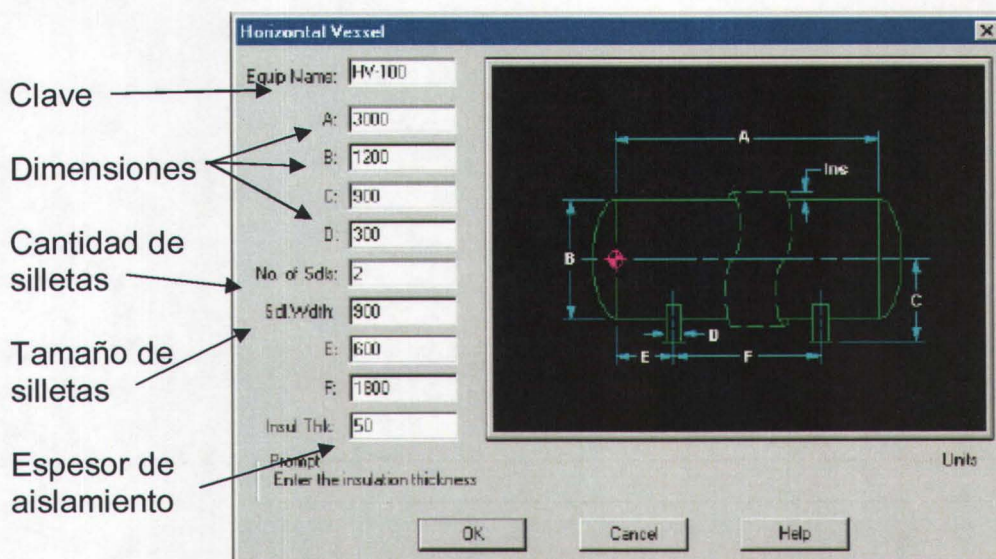 Horizontal Vessel
Clave
Dimensiones
Cantidad de
silletas
Tamaño de
silletas
Espesor de
aislamiento
Equip Name: HV-100
A: 3000
B: 1200
C: 900
D: 300
No. of Sdls: 2
Sdl.Wdth: 900
E: 600
F: 1800
Insul Thk: 50
Prompt
Enter the insulation thickness
Units
OK Cancel Help
A
Ins
B
C
D
E F